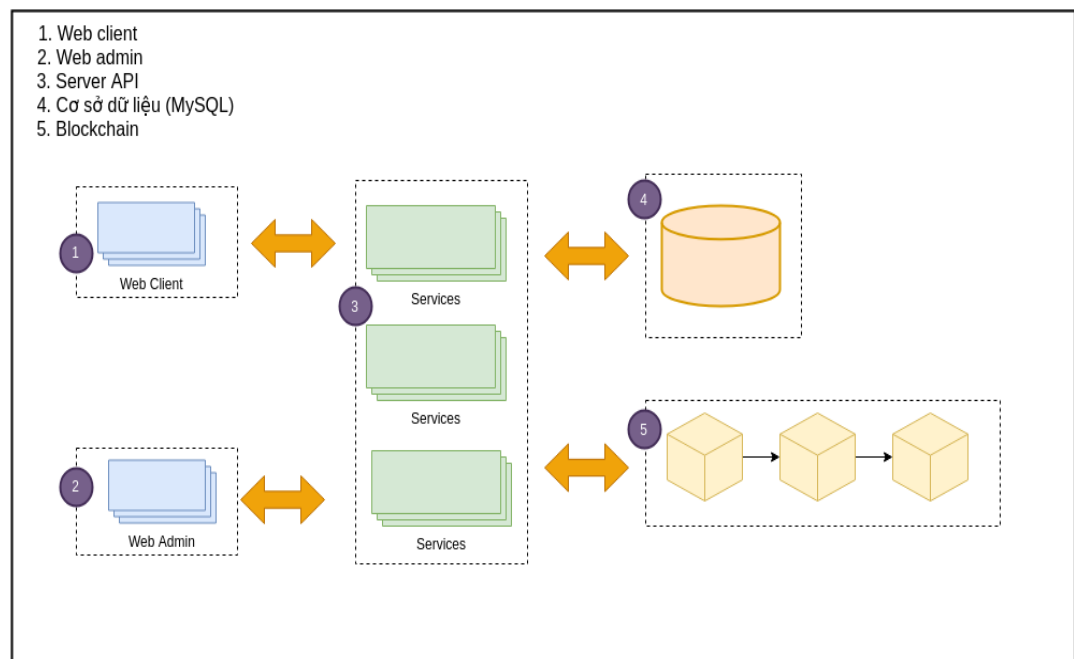 1. Web client
2. Web admin
3. Server API
4. Cơ sở dữ liệu (MySQL)
5. Blockchain
1
Web Client
3
Services
4
Services
2
Web Admin
Services
5